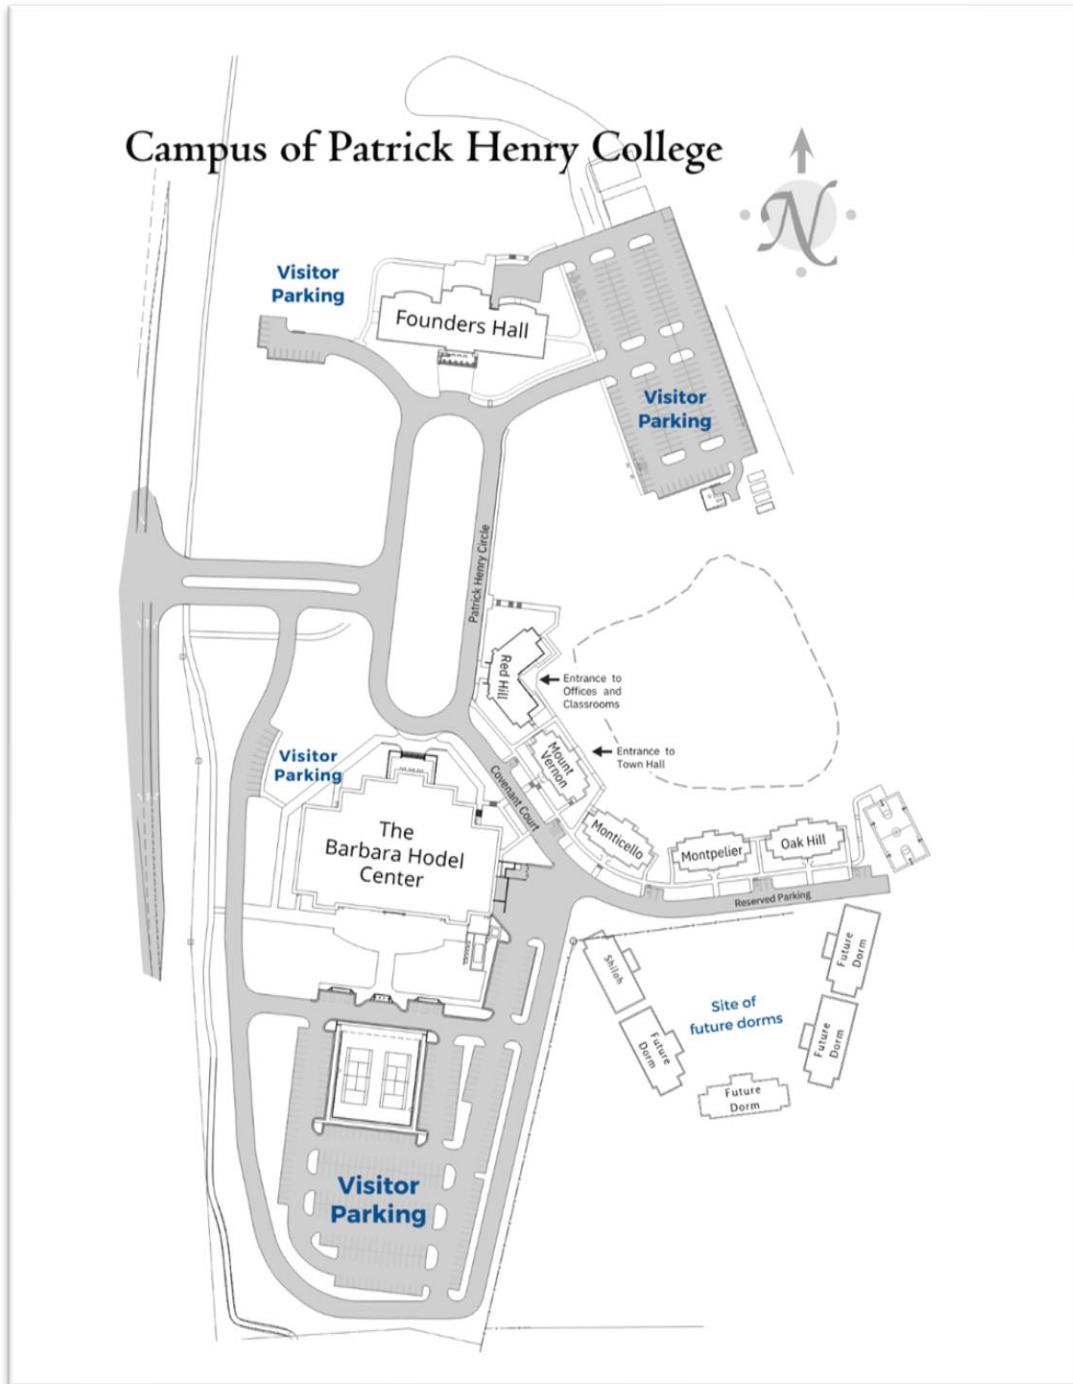 Campus of Patrick Henry College
N
Visitor
Parking
Founders Hall
Visitor
Parking
Patrick Henry Circle
Red Hill
Entrance to
Offices and
Classrooms
Mount
Vernon
Entrance to
Town Hall
Visitor
Parking
Covenant Court
The
Barbara Hodel
Center
Monticello
Montpelier
Oak Hill
Reserved Parking
Shiloh
Future
Dorm
Site of
future dorms
Future
Dorm
Future
Dorm
Future
Dorm
Visitor
Parking